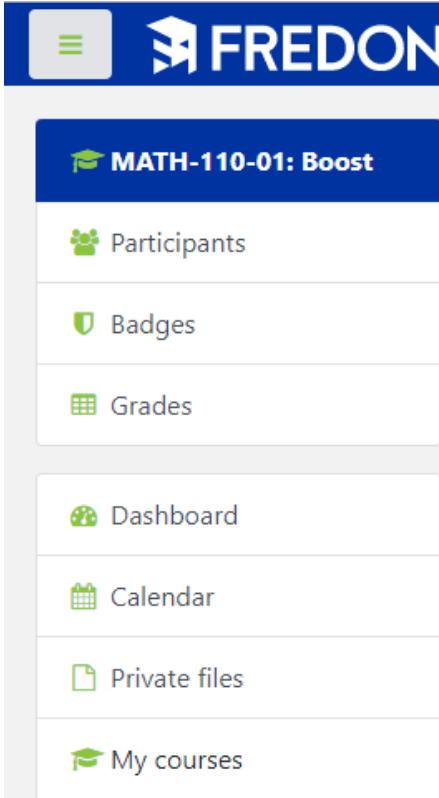 FREDON
MATH-110-01: Boost
Participants
Badges
Grades
Dashboard
Calendar
Private files
My courses